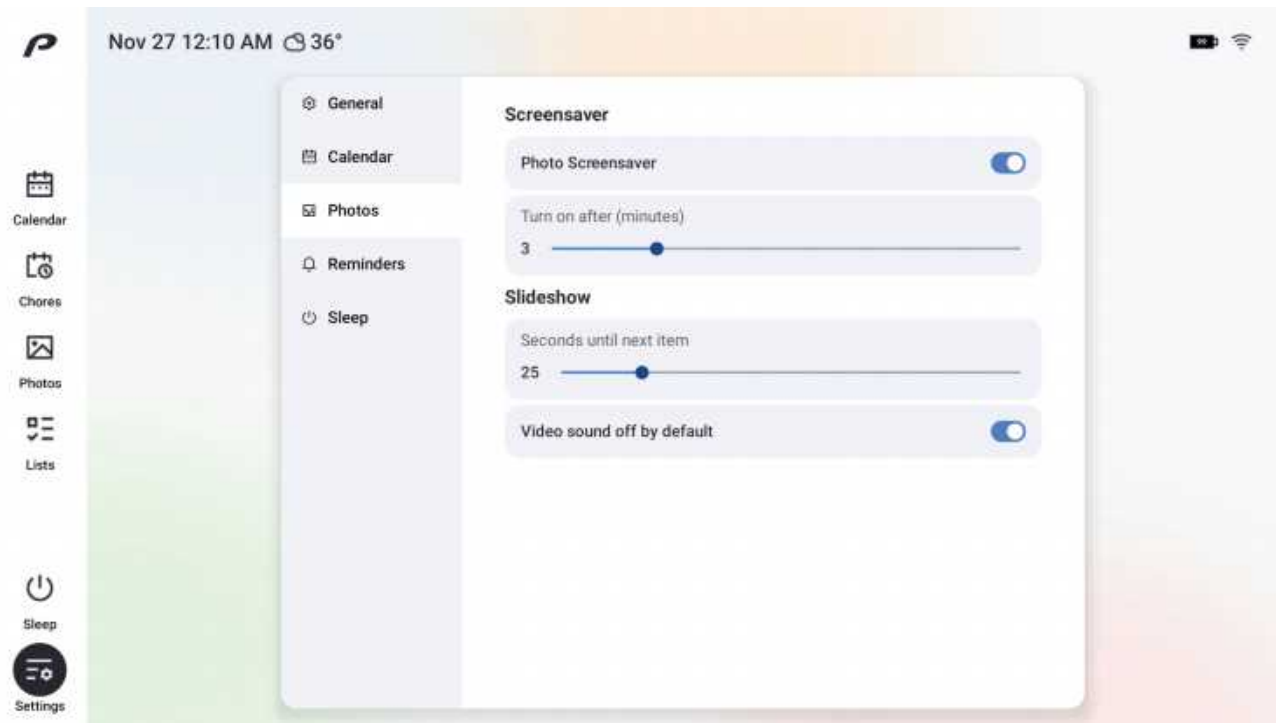 Nov 27 12:10 AM 36°
99
Calendar
Chores
Photos
Lists
Sleep
Settings
General
Calendar
Photos
Reminders
Sleep
Screensaver
Photo Screensaver
Turn on after (minutes)
3
Slideshow
Seconds until next item
25
Video sound off by default